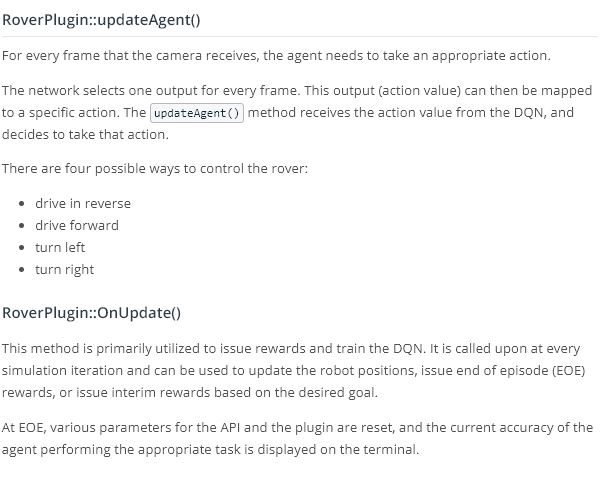 RoverPlugin::updateAgent()
For every frame that the camera receives, the agent needs to take an appropriate action.
The network selects one output for every frame. This output (action value) can then be mapped
to a specific action. The updateAgent() method receives the action value from the DQN, and
decides to take that action.
There are four possible ways to control the rover:
• drive in reverse
• drive forward
• turn left
• turn right
RoverPlugin::OnUpdate()
This method is primarily utilized to issue rewards and train the DQN. It is called upon at every
simulation iteration and can be used to update the robot positions, issue end of episode (EOE)
rewards, or issue interim rewards based on the desired goal.
At EOE, various parameters for the API and the plugin are reset, and the current accuracy of the
agent performing the appropriate task is displayed on the terminal.